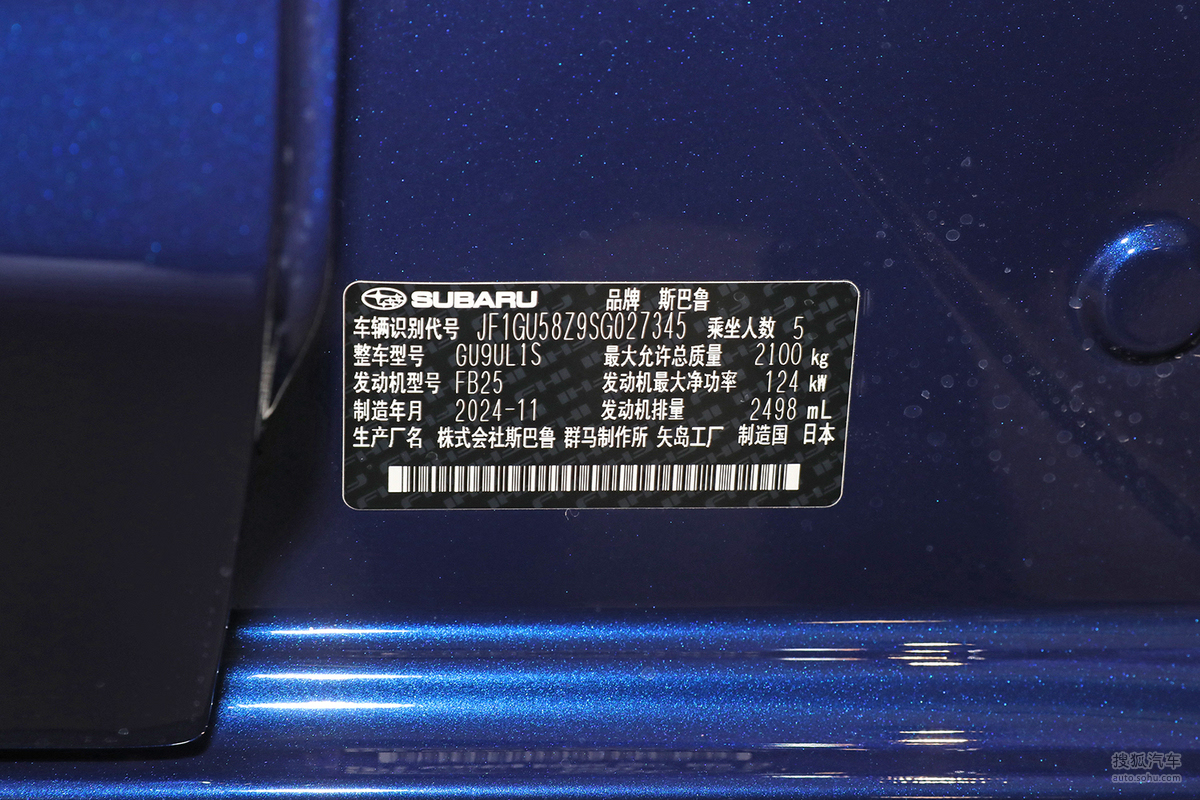 SUBARU 品牌 斯巴鲁
车辆识别代号 JF1GU58Z9SG027345 乘坐人数 5
整车型号 GU9UL1S 最大允许总质量 2100 kg
发动机型号 FB25 发动机最大净功率 124 kW
制造年月 2024-11 发动机排量 2498 mL
生产厂名 株式会社斯巴鲁 群马制作所 矢岛工厂 制造国 日本
搜狐汽车
auto.sohu.com